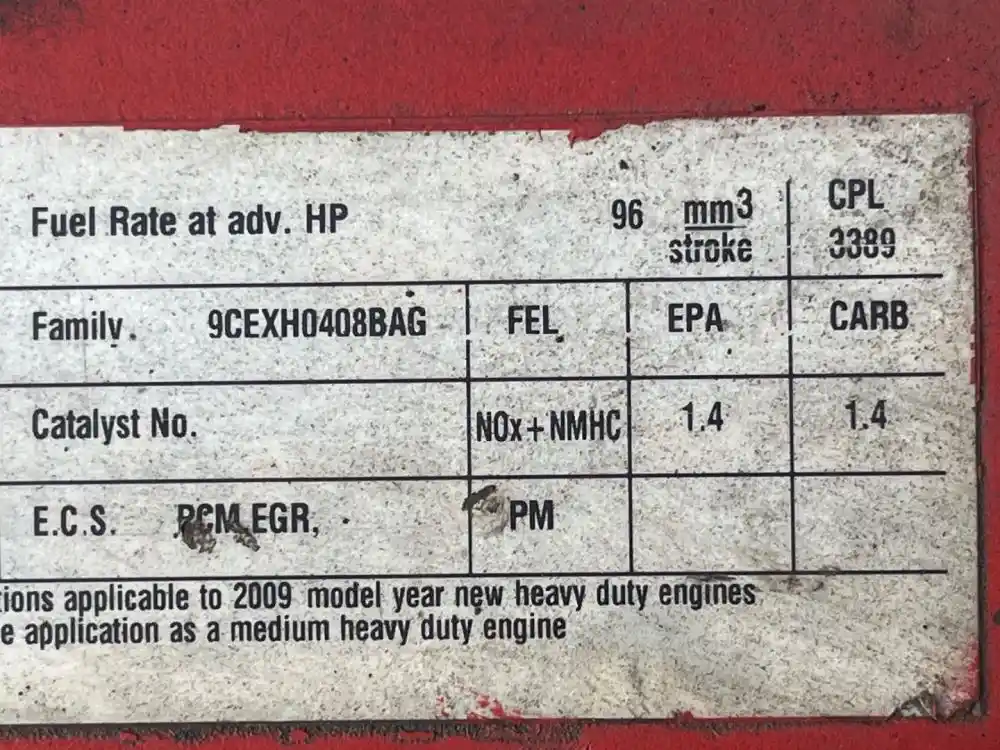 Fuel Rate at adv. HP 96 mm3 CPL
stroke 3389
Family. 9CEXH0408BAG FEL EPA CARB
Catalyst No. NOx+NMHC 1.4 1.4
E.C.S. PCM,EGR, PM
tions applicable to 2009 model year new heavy duty engines
e application as a medium heavy duty engine